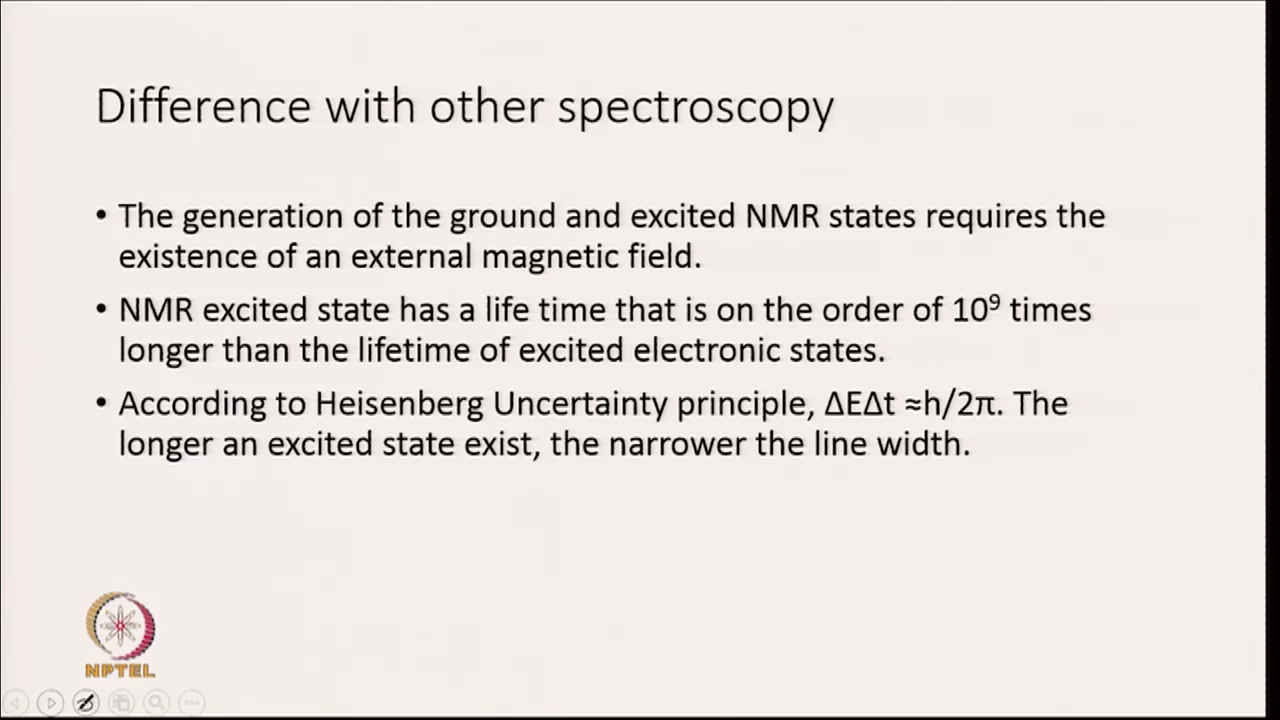 Difference with other spectroscopy
• The generation of the ground and excited NMR states requires the
existence of an external magnetic field.
• NMR excited state has a life time that is on the order of 10⁹ times
longer than the lifetime of excited electronic states.
• According to Heisenberg Uncertainty principle, ΔEΔt ≈h/2π. The
longer an excited state exist, the narrower the line width.
NPTEL